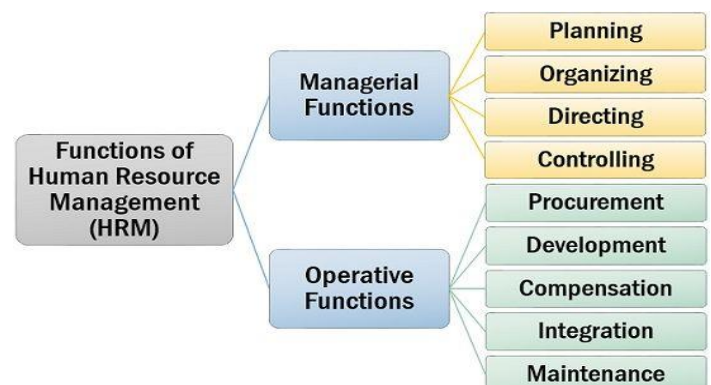 Functions of
Human Resource
Management
(HRM)
Managerial
Functions
Planning
Organizing
Directing
Controlling
Operative
Functions
Procurement
Development
Compensation
Integration
Maintenance